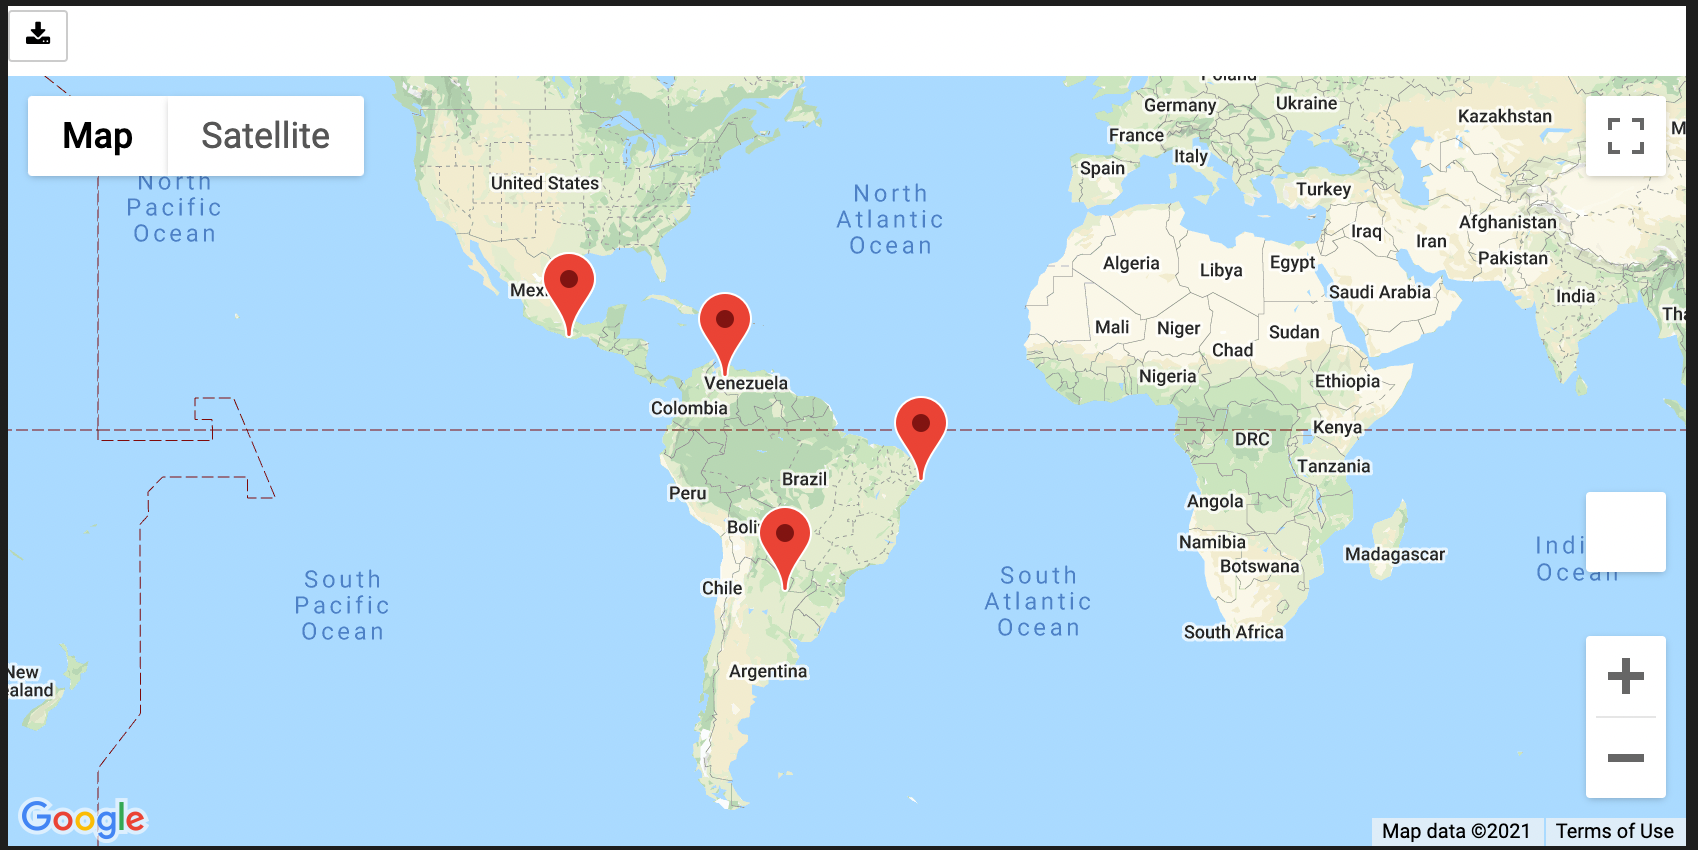 Map
Satellite
Poland
Germany
Ukraine
Kazakhstan
France
M
Italy
Spain
United States
Turkey
North
Pacific
Ocean
North
Atlantic
Ocean
Afghanistan
Iraq
Iran
Pakistan
Algeria
Libya
Egypt
Saudi Arabia
India
Mex
Tha
Mali
Niger
Sudan
Chad
Nigeria
Ethiopia
Venezuela
Colombia
Kenya
DRC
Tanzania
Brazil
Peru
Angola
Boli
Namibia
Botswana
Madagascar
Indi
Ocean
Chile
South
Pacific
Ocean
South
Atlantic
Ocean
South Africa
Argentina
New
ealand
Google
Map data ©2021
Terms of Use